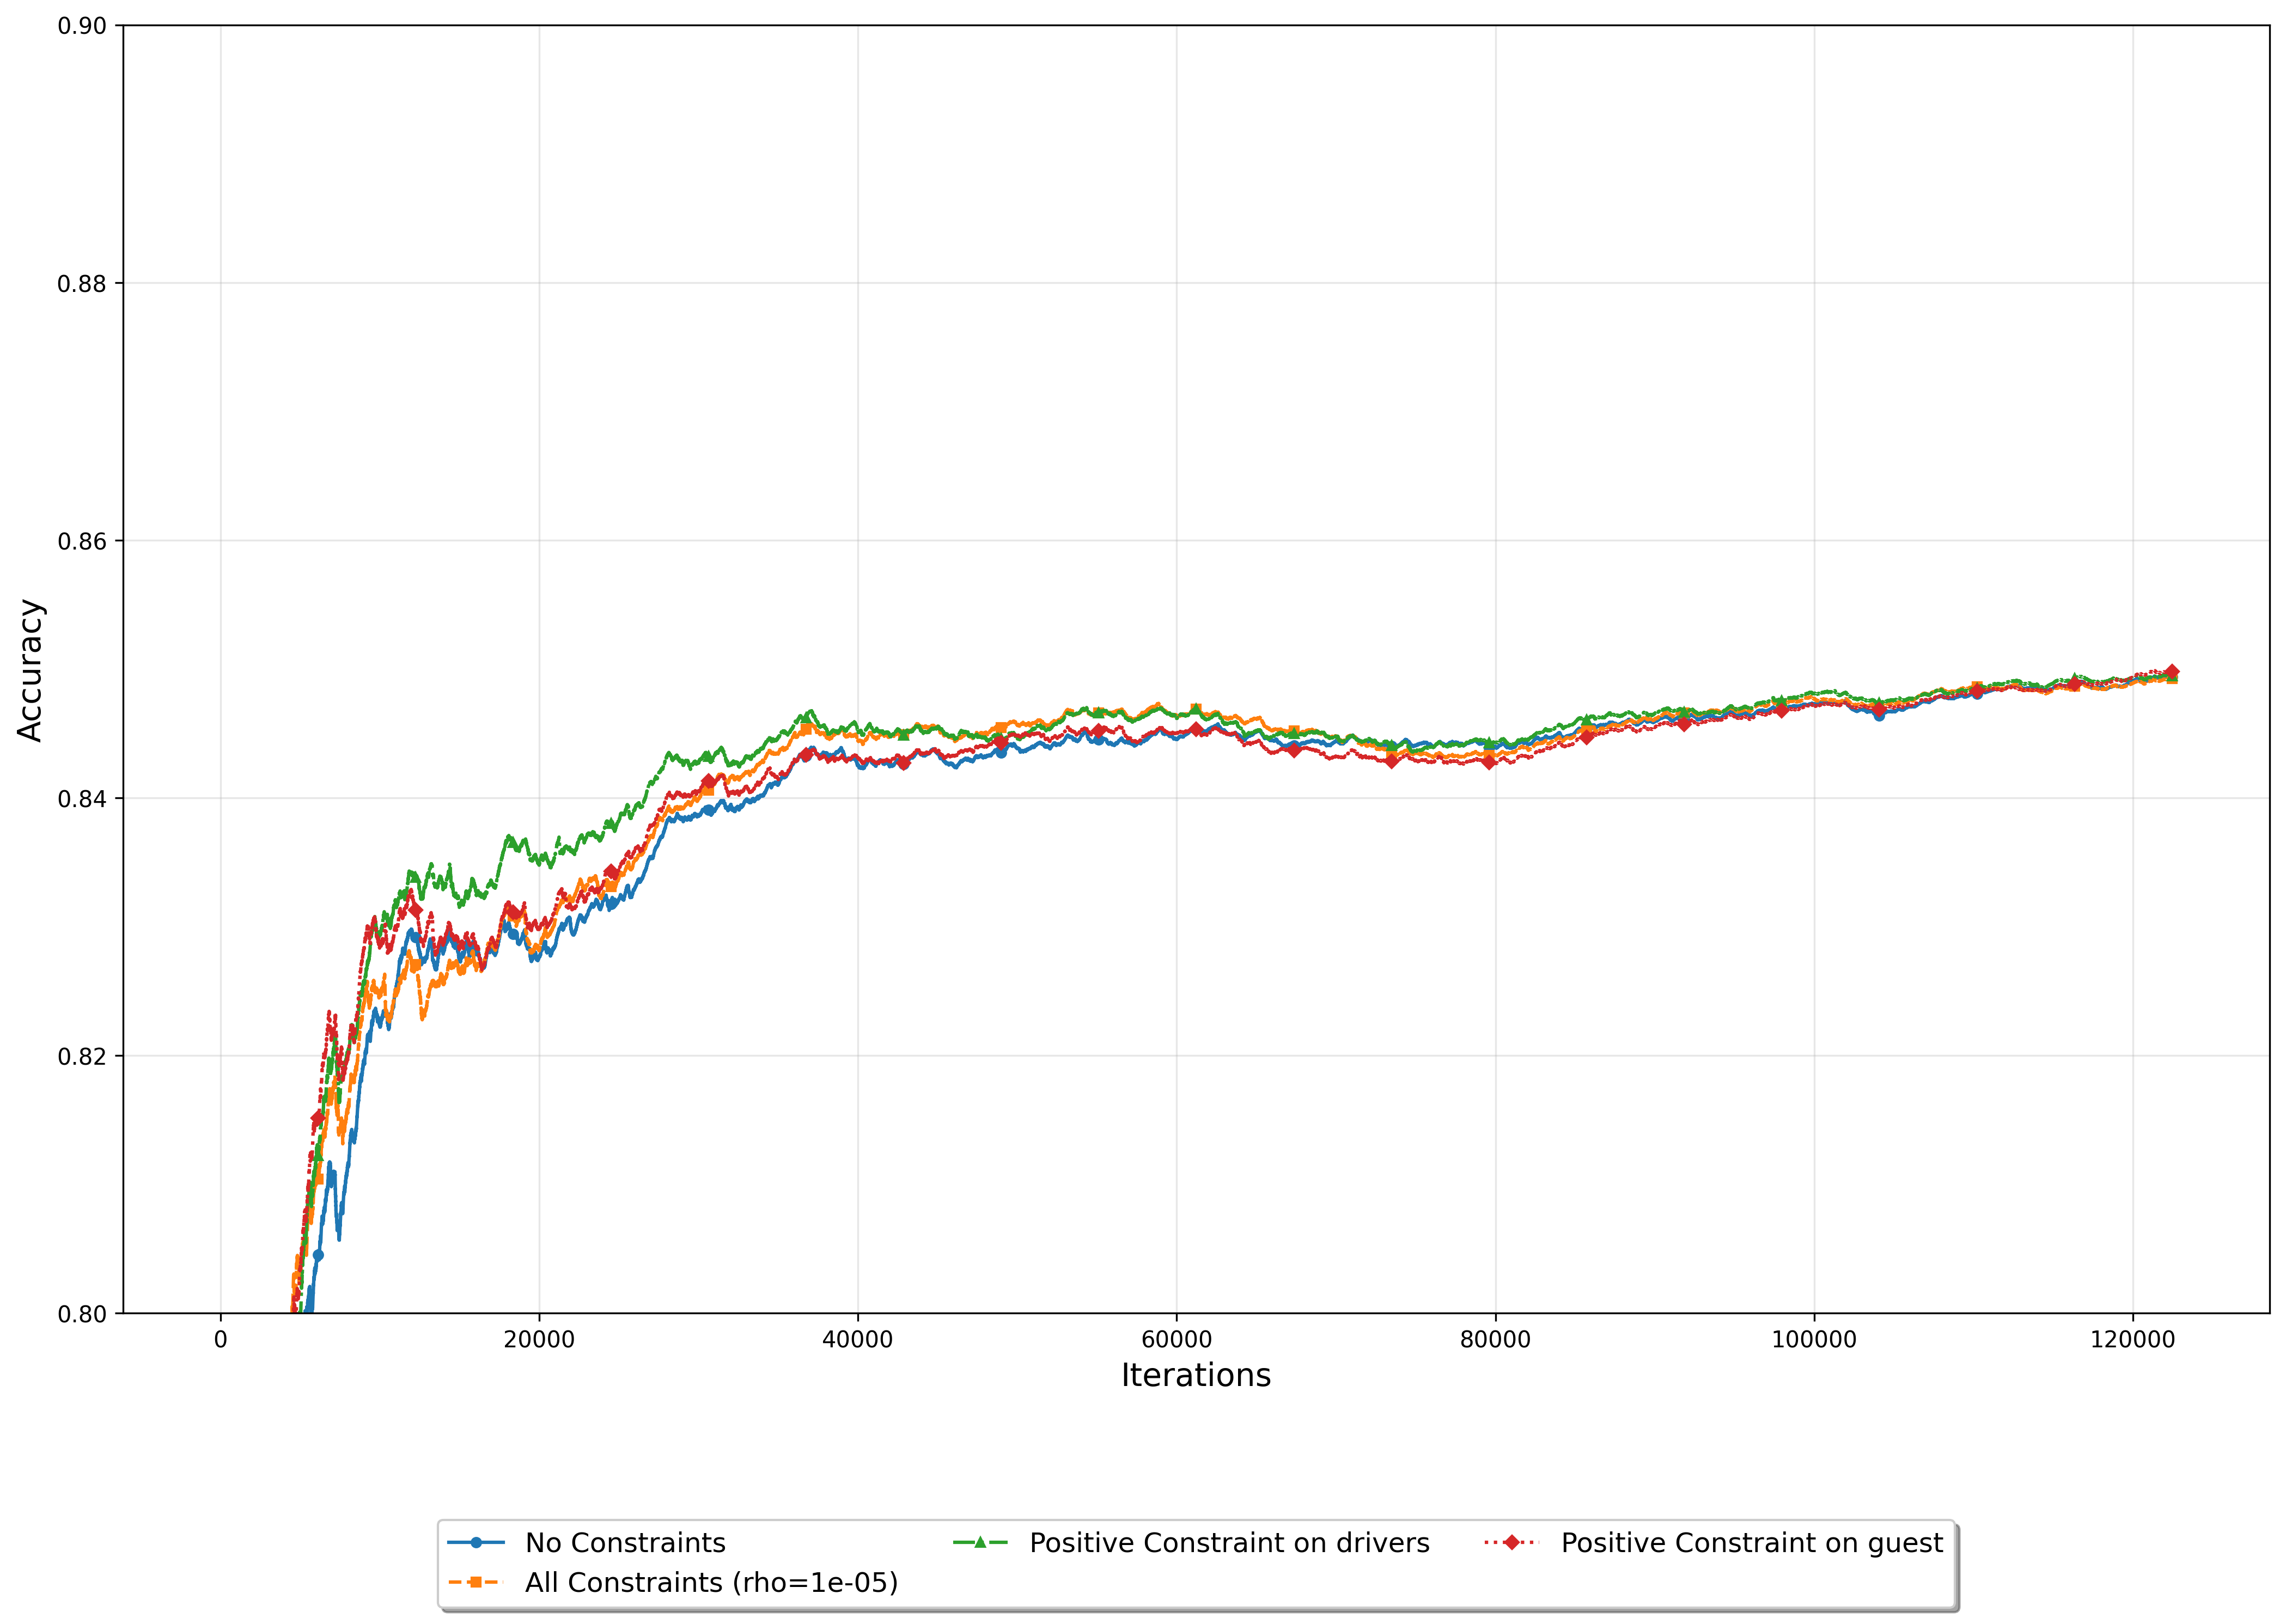 0.90
0.88
0.86
0.84
0.82
0.80
Accuracy
0 20000 40000 60000 80000 100000 120000
Iterations
No Constraints
All Constraints (rho=1e-05)
Positive Constraint on drivers
Positive Constraint on guest